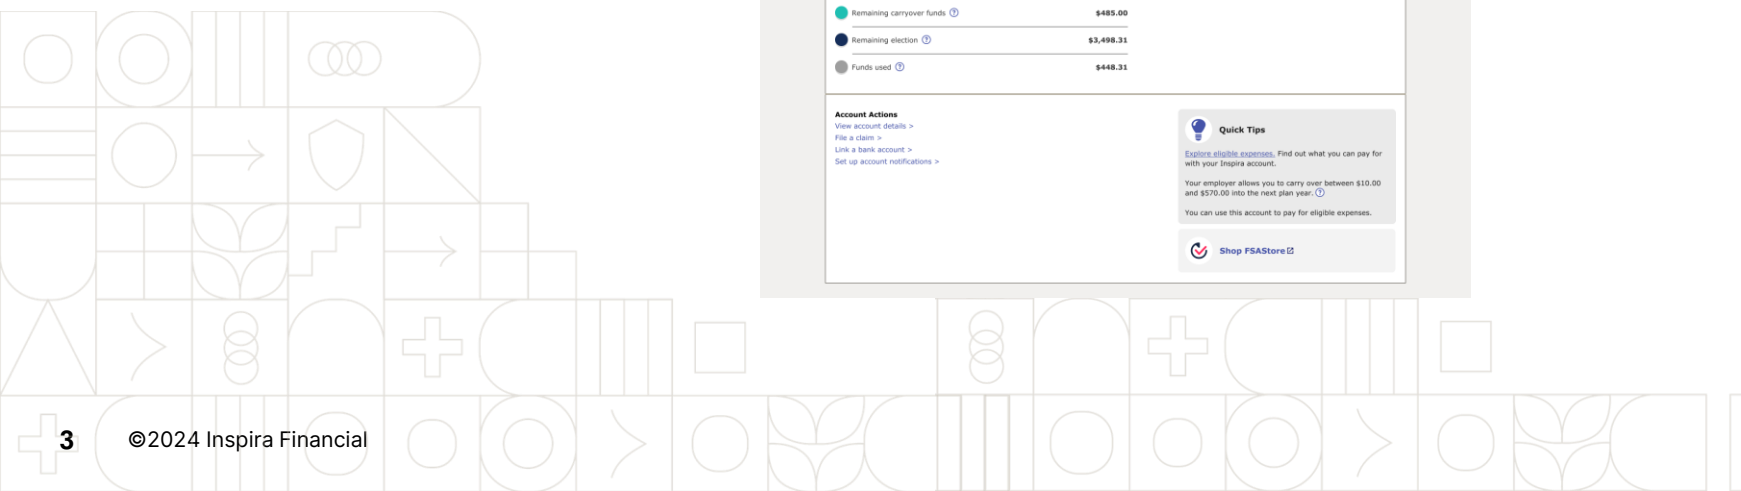 Remaining carryover funds ? $485.00
Remaining election ? $3,498.31
Funds used ? $448.31
Account Actions
View account details >
File a claim >
Link a bank account >
Set up account notifications >
Quick Tips
Explore eligible expenses. Find out what you can pay for
with your Inspira account.
Your employer allows you to carry over between $10.00
and $570.00 into the next plan year. ?
You can use this account to pay for eligible expenses.
Shop FSAStore
3 ©2024 Inspira Financial